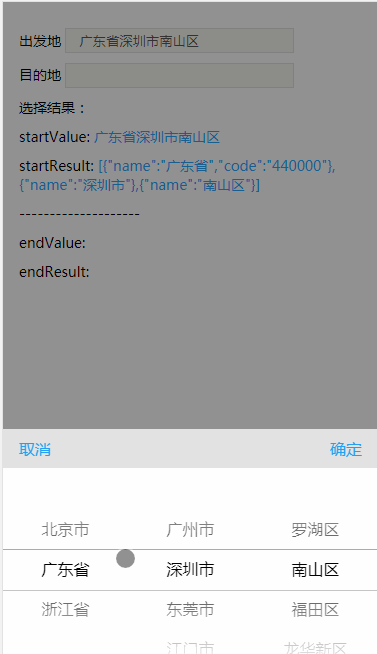 出发地 广东省深圳市南山区
目的地
选择结果：
startValue: 广东省深圳市南山区
startResult: [{"name":"广东省","code":"440000"},
{"name":"深圳市"},{"name":"南山区"}]
--------------------
endValue:
endResult:
取消 确定
北京市 广州市 罗湖区
广东省 深圳市 南山区
浙江省 东莞市 福田区
江门市 龙华新区